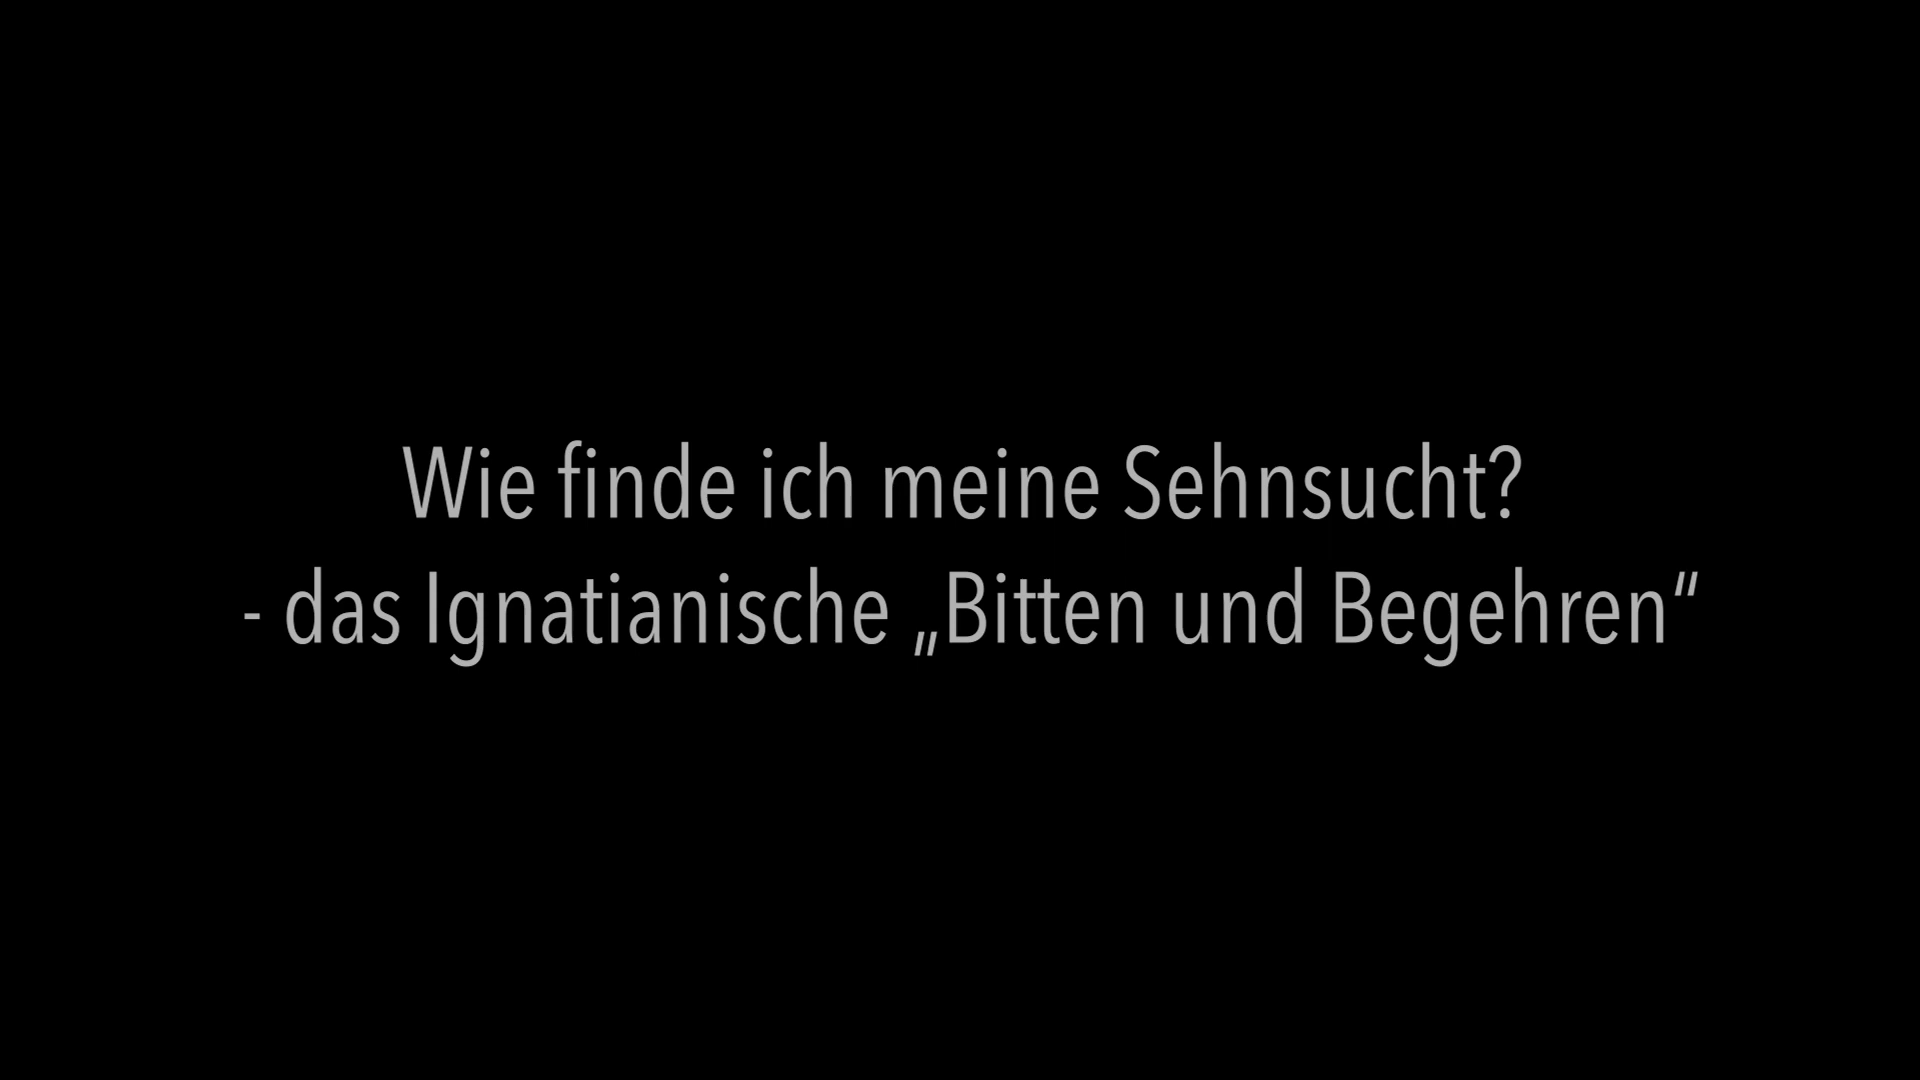 Wie finde ich meine Sehnsucht?
- das Ignatianische „Bitten und Begehren“